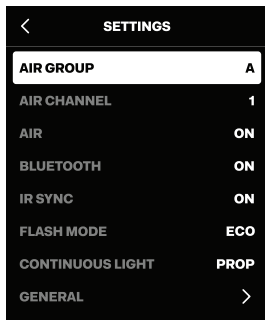 SETTINGS
AIR GROUP A
AIR CHANNEL 1
AIR ON
BLUETOOTH ON
IR SYNC ON
FLASH MODE ECO
CONTINUOUS LIGHT PROP
GENERAL